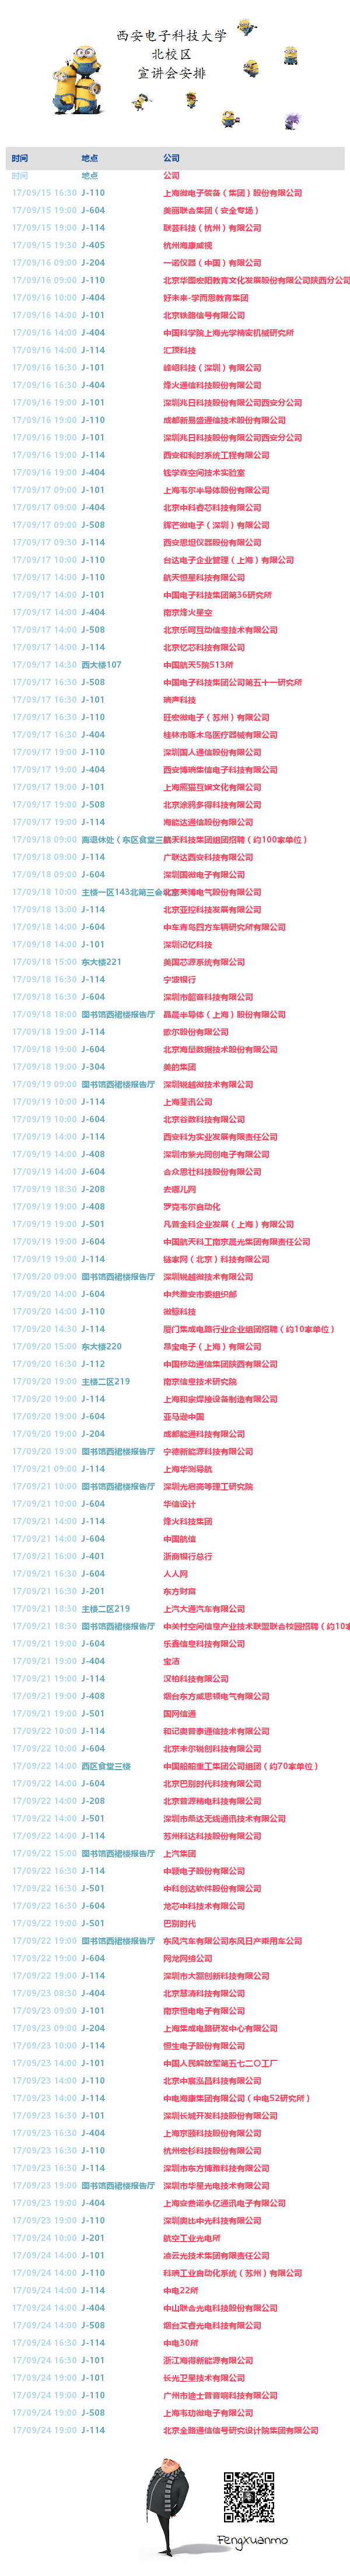 西安电子科技大学
北校区
宣讲会安排
时间 地点 公司
时间 地点 公司
17/09/15 16:30 J-110 上海微电子装备（集团）股份有限公司
17/09/15 19:00 J-604 美丽联合集团（安全专场）
17/09/15 19:00 J-114 联芸科技（杭州）有限公司
17/09/15 19:30 J-405 杭州海康威视
17/09/16 09:00 J-204 一诺仪器（中国）有限公司
17/09/16 09:00 J-110 北京华图宏阳教育文化发展股份有限公司陕西分公司
17/09/16 10:00 J-404 好未来-学而思教育集团
17/09/16 14:00 J-101 北京铁路信号有限公司
17/09/16 14:00 J-404 中国科学院上海光学精密机械研究所
17/09/16 14:00 J-114 汇顶科技
17/09/16 16:30 J-101 峰岹科技（深圳）有限公司
17/09/16 16:30 J-404 烽火通信科技股份有限公司
17/09/16 19:00 J-101 深圳兆日科技股份有限公司西安分公司
17/09/16 19:00 J-110 成都新易盛通信技术股份有限公司
17/09/16 19:00 J-101 深圳兆日科技股份有限公司西安分公司
17/09/16 19:00 J-114 西安和利时系统工程有限公司
17/09/16 19:00 J-404 钱学森空间技术实验室
17/09/17 09:00 J-101 上海韦尔半导体股份有限公司
17/09/17 09:00 J-404 北京中科睿芯科技有限公司
17/09/17 09:00 J-508 辉芒微电子（深圳）有限公司
17/09/17 09:30 J-114 西安思坦仪器股份有限公司
17/09/17 10:00 J-110 台达电子企业管理（上海）有限公司
17/09/17 14:00 J-110 航天恒星科技有限公司
17/09/17 14:00 J-101 中国电子科技集团第36研究所
17/09/17 14:00 J-404 南京烽火星空
17/09/17 14:00 J-508 北京乐呵互动信息技术有限公司
17/09/17 14:00 J-114 北京忆芯科技有限公司
17/09/17 14:30 西大楼107 中国航天5院513所
17/09/17 16:30 J-508 中国电子科技集团公司第五十一研究所
17/09/17 16:30 J-101 瑞声科技
17/09/17 16:30 J-110 旺宏微电子（苏州）有限公司
17/09/17 16:30 J-404 桂林市啄木鸟医疗器械有限公司
17/09/17 19:00 J-110 深圳国人通信股份有限公司
17/09/17 19:00 J-404 西安博瑞集信电子科技有限公司
17/09/17 19:00 J-101 上海熊猫互娱文化有限公司
17/09/17 19:00 J-508 北京涂鸦多得科技有限公司
17/09/17 19:00 J-114 海能达通信股份有限公司
17/09/18 09:00 离退休处（东区食堂三楼） 航天科技集团组团招聘（约100家单位）
17/09/18 09:00 J-114 广联达西安科技有限公司
17/09/18 09:00 J-604 深圳国微电子有限公司
17/09/18 10:00 主楼一区143北第三会议室 北京英博电气股份有限公司
17/09/18 13:00 J-114 北京亚控科技发展有限公司
17/09/18 14:00 J-604 中车青岛四方车辆研究所有限公司
17/09/18 14:00 J-101 深圳记忆科技
17/09/18 15:00 东大楼221 美国芯源系统有限公司
17/09/18 16:30 J-114 宁波银行
17/09/18 16:30 J-604 深圳市韶音科技有限公司
17/09/18 18:00 图书馆西裙楼报告厅 晶晨半导体（上海）股份有限公司
17/09/18 19:00 J-114 歌尔股份有限公司
17/09/18 19:00 J-604 北京海量数据技术股份有限公司
17/09/18 19:00 J-304 美的集团
17/09/19 09:00 图书馆西裙楼报告厅 深圳锐越微技术有限公司
17/09/19 10:00 J-114 上海斐讯公司
17/09/19 10:00 J-604 北京谷数科技有限公司
17/09/19 14:00 J-114 西安科为实业发展有限责任公司
17/09/19 14:00 J-408 深圳市紫光同创电子有限公司
17/09/19 14:00 J-604 合众思壮科技股份有限公司
17/09/19 18:30 J-208 去哪儿网
17/09/19 19:00 J-408 罗克韦尔自动化
17/09/19 19:00 J-501 凡普金科企业发展（上海）有限公司
17/09/19 19:00 J-604 中国航天科工南京晨光集团有限责任公司
17/09/19 19:00 J-114 链家网（北京）科技有限公司
17/09/20 09:00 图书馆西裙楼报告厅 深圳锐越微技术有限公司
17/09/20 14:00 J-604 中共雅安市委组织部
17/09/20 14:00 J-110 微鲸科技
17/09/20 14:30 J-114 厦门集成电路行业企业组团招聘（约10家单位）
17/09/20 15:00 东大楼220 昂宝电子（上海）有限公司
17/09/20 16:30 J-112 中国移动通信集团陕西有限公司
17/09/20 19:00 主楼二区219 南京信息技术研究院
17/09/20 19:00 J-114 上海和宗焊接设备制造有限公司
17/09/20 19:00 J-604 亚马逊中国
17/09/20 19:00 J-204 成都能通科技有限公司
17/09/20 19:00 图书馆西裙楼报告厅 宁德新能源科技有限公司
17/09/21 09:00 J-114 上海华测导航
17/09/21 10:00 图书馆西裙楼报告厅 深圳光启高等理工研究院
17/09/21 10:00 J-604 华信设计
17/09/21 14:00 J-114 烽火科技集团
17/09/21 14:00 J-604 中国航信
17/09/21 16:00 J-401 浙商银行总行
17/09/21 16:30 J-604 人人网
17/09/21 16:30 J-201 东方财富
17/09/21 18:30 主楼二区219 上汽大通汽车有限公司
17/09/21 18:30 图书馆西裙楼报告厅 中关村空间信息产业技术联盟联合校园招聘（约10家
17/09/21 19:00 J-604 乐鑫信息科技有限公司
17/09/21 19:00 J-404 宝洁
17/09/21 19:00 J-114 汉柏科技有限公司
17/09/21 19:00 J-408 烟台东方威思顿电气有限公司
17/09/21 19:00 J-501 国网信通
17/09/22 10:00 J-114 和记奥普泰通信技术有限公司
17/09/22 10:00 J-604 北京未尔锐创科技有限公司
17/09/22 14:00 西区食堂三楼 中国船舶重工集团公司组团（约70家单位）
17/09/22 14:00 J-604 北京巴别时代科技有限公司
17/09/22 14:00 J-208 北京普源精电科技有限公司
17/09/22 14:00 J-501 深圳市桑达无线通讯技术有限公司
17/09/22 14:00 J-114 苏州科达科技股份有限公司
17/09/22 15:00 图书馆西裙楼报告厅 上汽集团
17/09/22 16:30 J-114 中颖电子股份有限公司
17/09/22 16:30 J-501 中科创达软件股份有限公司
17/09/22 16:30 J-604 龙芯中科技术有限公司
17/09/22 19:00 J-501 巴别时代
17/09/22 19:00 图书馆西裙楼报告厅 东风汽车有限公司东风日产乘用车公司
17/09/22 19:00 J-604 网龙网络公司
17/09/22 19:00 J-114 深圳市大疆创新科技有限公司
17/09/23 08:30 J-404 北京慧清科技有限公司
17/09/23 09:00 J-101 南京恒电电子有限公司
17/09/23 09:00 J-204 上海集成电路研发中心有限公司
17/09/23 10:00 J-114 恒生电子股份有限公司
17/09/23 14:00 J-101 中国人民解放军第五七二〇工厂
17/09/23 14:00 J-110 北京中宸泓昌科技有限公司
17/09/23 14:00 J-114 中电海康集团有限公司（中电52研究所）
17/09/23 16:30 J-101 深圳长城开发科技股份有限公司
17/09/23 16:30 J-404 上海京颐科技股份有限公司
17/09/23 16:30 J-110 杭州宏杉科技股份有限公司
17/09/23 16:30 J-114 深圳市东方博雅科技有限公司
17/09/23 19:00 图书馆西裙楼报告厅 深圳市华星光电技术有限公司
17/09/23 19:00 J-404 上海安费诺永亿通讯电子有限公司
17/09/23 19:00 J-110 深圳奥比中光科技有限公司
17/09/24 10:00 J-201 航空工业光电所
17/09/24 14:00 J-101 凌云光技术集团有限责任公司
17/09/24 14:00 J-110 科瑞工业自动化系统（苏州）有限公司
17/09/24 14:00 J-114 中电22所
17/09/24 14:00 J-404 中山联合光电科技股份有限公司
17/09/24 14:00 J-508 烟台艾睿光电科技有限公司
17/09/24 16:30 J-114 中电30所
17/09/24 16:30 J-101 浙江海得新能源有限公司
17/09/24 19:00 J-101 长光卫星技术有限公司
17/09/24 19:00 J-110 广州市迪士普音响科技有限公司
17/09/24 19:00 J-508 上海韦玏微电子有限公司
17/09/24 19:00 J-114 北京全路通信信号研究设计院集团有限公司
Fengxuanmo